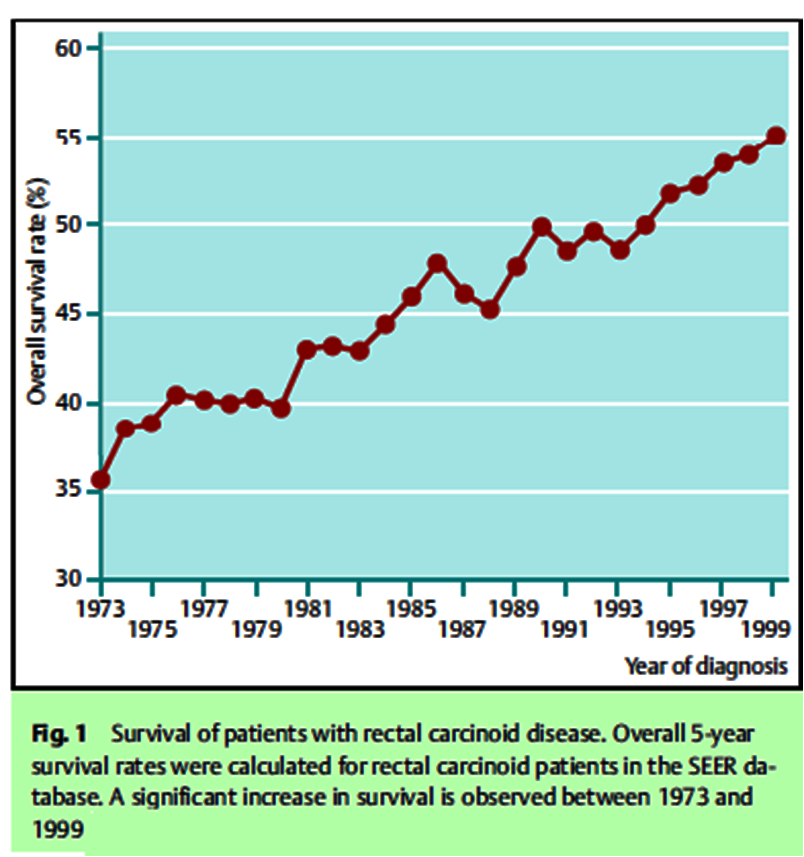 60
55
50
45
40
35
30
Overall survival rate (%)
1973 1977 1981 1985 1989 1993 1997
1975 1979 1983 1987 1991 1995 1999
Year of diagnosis
Fig. 1 Survival of patients with rectal carcinoid disease. Overall 5-year
survival rates were calculated for rectal carcinoid patients in the SEER da-
tabase. A significant increase in survival is observed between 1973 and
1999